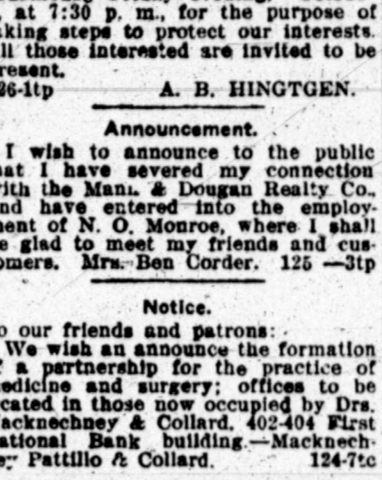 , at 7:30 p. m., for the purpose of
king steps to protect our interests.
ll those interested are invited to be
resent.
26-1tp A. B. HINGTGEN.
Announcement.
I wish to announce to the public
at I have severed my connection
ith the Mann & Dougan Realty Co.,
nd have entered into the employ-
ment of N. O. Monroe, where I shall
e glad to meet my friends and cus-
omers. Mrs. Ben Corder. 125 —3tp
Notice.
o our friends and patrons:
We wish an announce the formation
f a partnership for the practice of
edicine and surgery; offices to be
cated in those now occupied by Drs.
acknechney & Collard, 402-404 First
ational Bank building.—Macknech-
ey Pattillo & Collard. 124-7tc